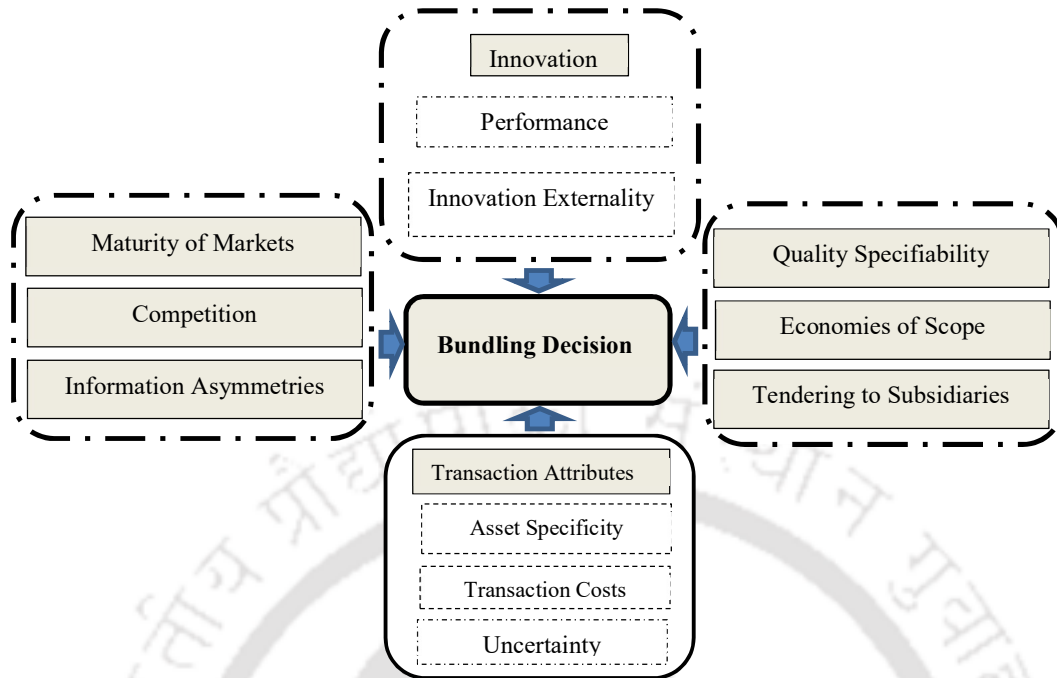 Innovation
Performance
Innovation Externality
Maturity of Markets
Competition
Information Asymmetries
Bundling Decision
Quality Specifiability
Economies of Scope
Tendering to Subsidiaries
Transaction Attributes
Asset Specificity
Transaction Costs
Uncertainty